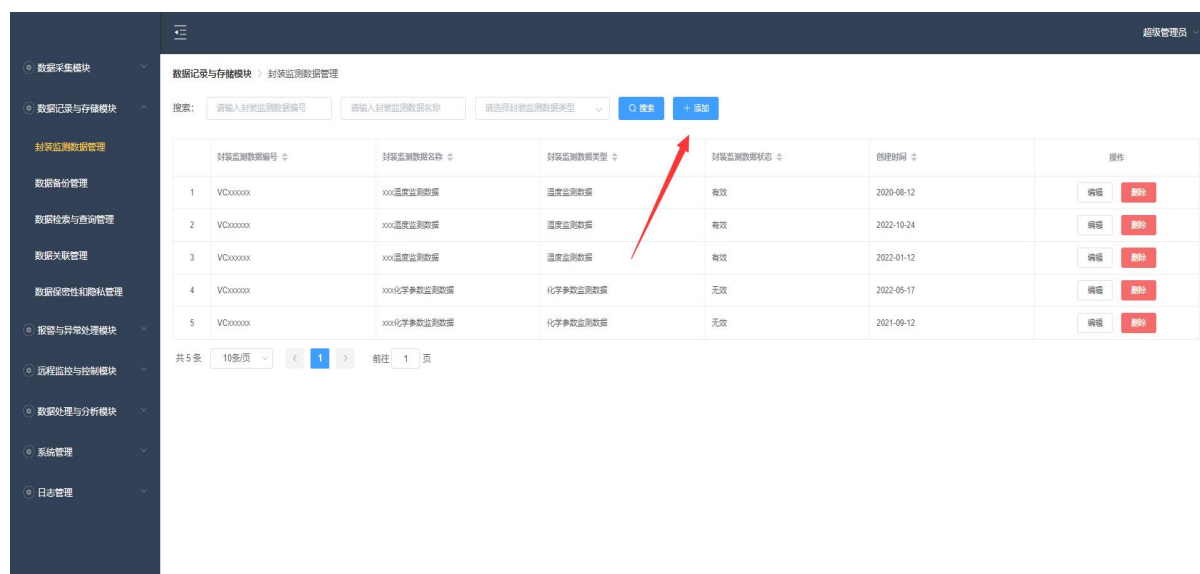 超级管理员
数据采集模块
数据记录与存储模块
封装监测数据管理
数据备份管理
数据检索与查询管理
数据关联管理
数据保密性和隐私管理
报警与异常处理模块
远程监控与控制模块
数据处理与分析模块
系统管理
日志管理
数据记录与存储模块 > 封装监测数据管理
搜索: 请输入封装监测数据编号 请输入封装监测数据名称 请选择封装监测数据类型 搜索 + 添加
封装监测数据编号 封装监测数据名称 封装监测数据类型 封装监测数据状态 创建时间 操作
1 VCxxxxxx xxx温度监测数据 温度监测数据 有效 2020-08-12 编辑 删除
2 VCxxxxxx xxx温度监测数据 温度监测数据 有效 2022-10-24 编辑 删除
3 VCxxxxxx xxx温度监测数据 温度监测数据 有效 2022-01-12 编辑 删除
4 VCxxxxxx xxx化学参数监测数据 化学参数监测数据 无效 2022-05-17 编辑 删除
5 VCxxxxxx xxx化学参数监测数据 化学参数监测数据 无效 2021-09-12 编辑 删除
共 5 条 10条/页 < 1 > 前往 1 页